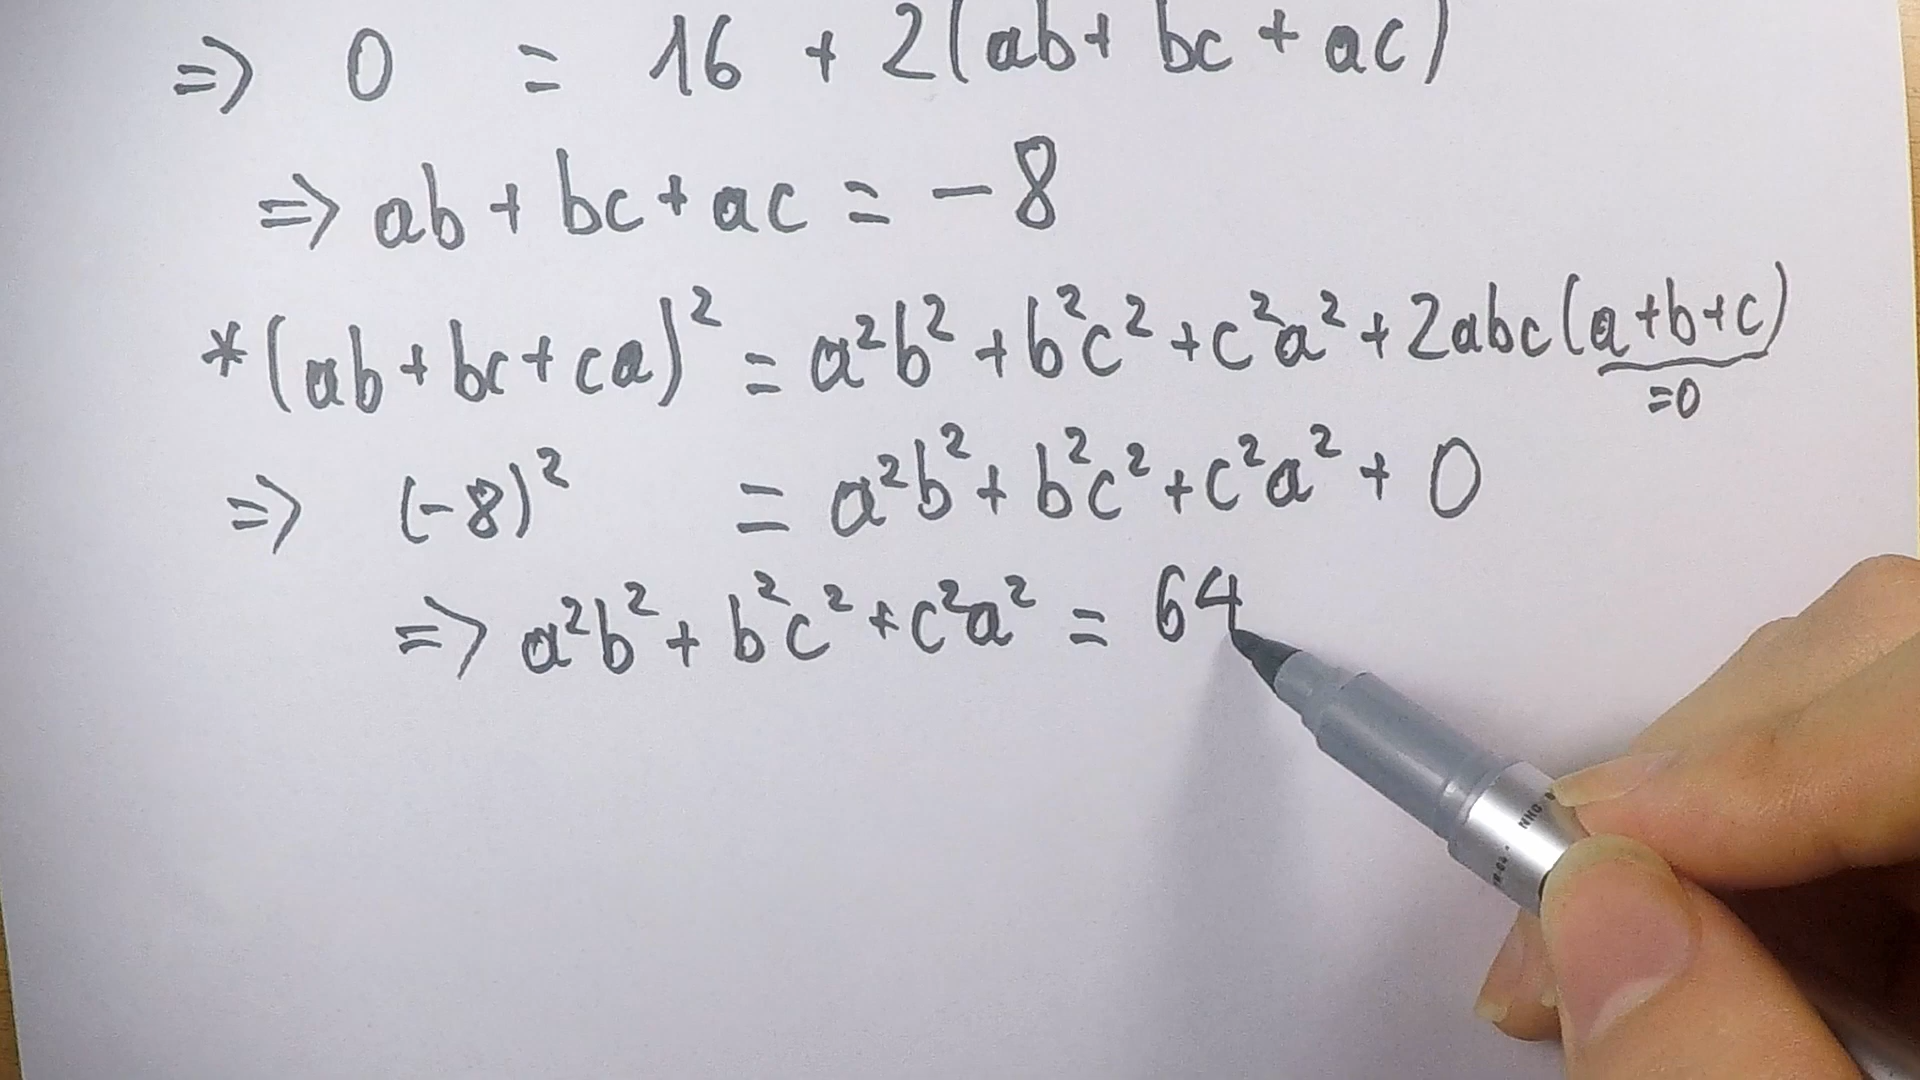 => 0 = 16 + 2(ab + bc + ac)
=> ab + bc + ac = -8
*(ab + bc + ca)² = a²b² + b²c² + c²a² + 2abc(a+b+c)
=0
=> (-8)² = a²b² + b²c² + c²a² + 0
=> a²b² + b²c² + c²a² = 64